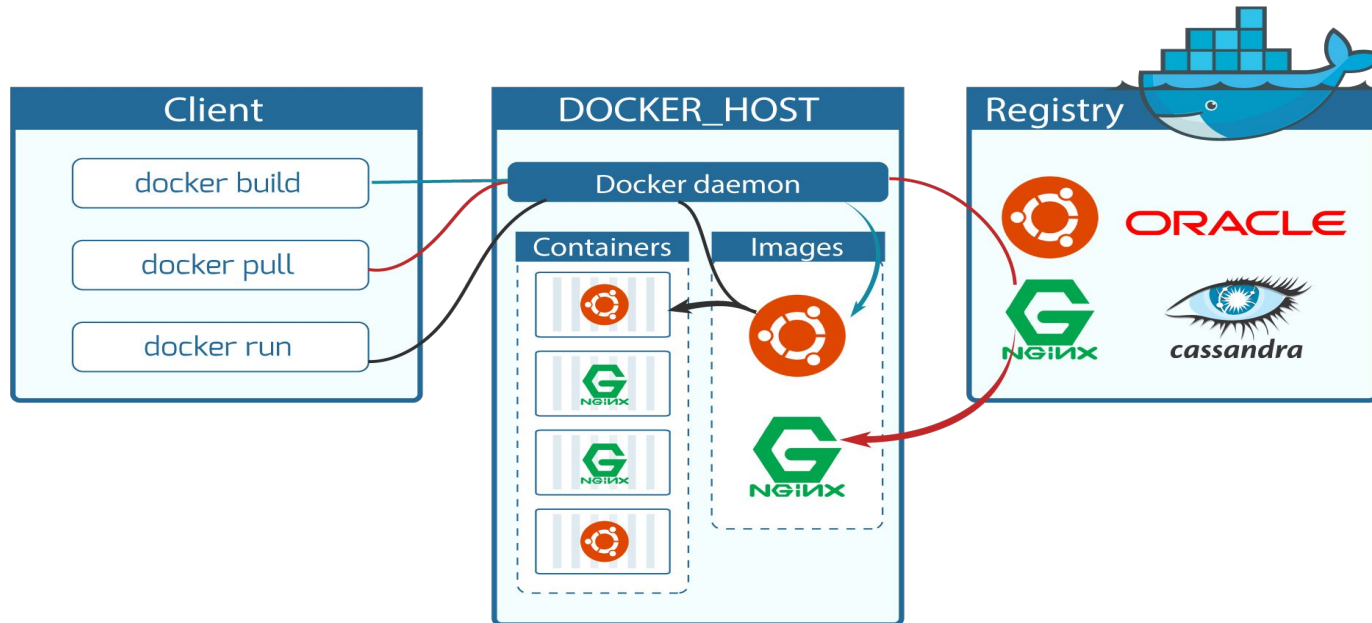 Client
docker build
docker pull
docker run
DOCKER_HOST
Docker daemon
Containers
NGiNX
NGiNX
Images
NGiNX
Registry
ORACLE
NGiNX
cassandra